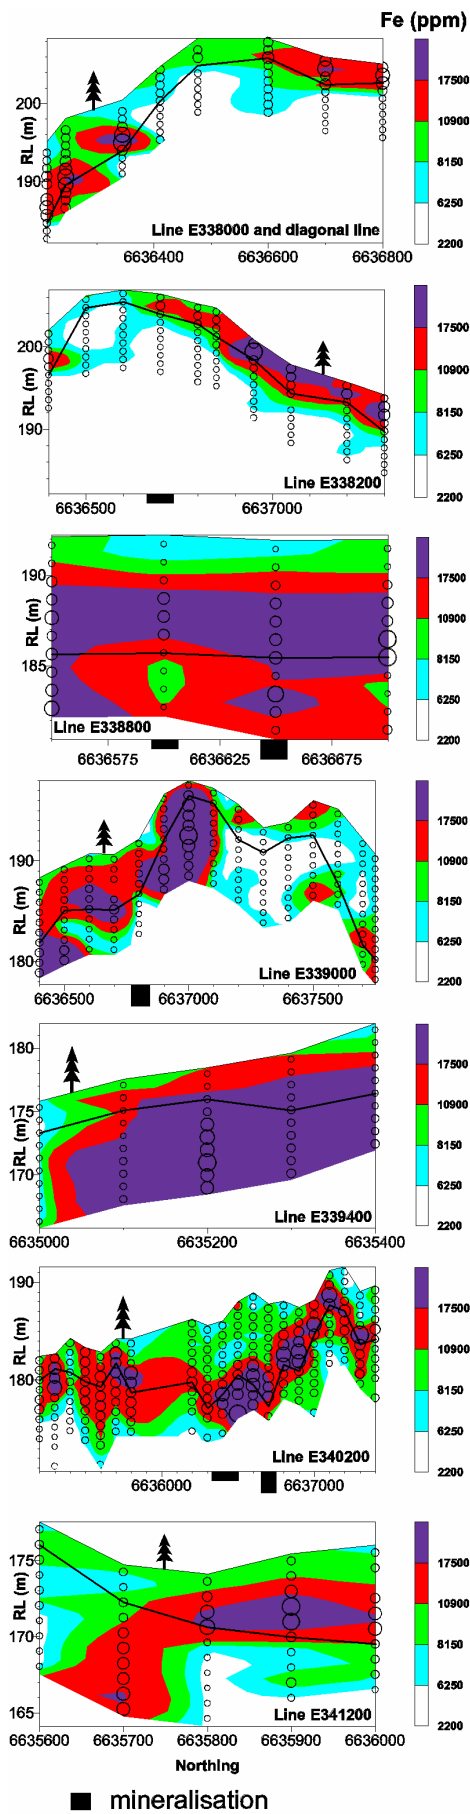 Fe (ppm)
RL (m)
200
190
17500
10900
8150
6250
2200
Line E338000 and diagonal line
6636400 6636600 6636800
RL (m)
200
190
17500
10900
8150
6250
2200
Line E338200
6636500 6637000
RL (m)
190
185
17500
10900
8150
6250
2200
Line E338800
6636575 6636625 6636675
RL (m)
190
180
17500
10900
8150
6250
2200
Line E339000
6636500 6637000 6637500
RL (m)
180
175
170
17500
10900
8150
6250
2200
Line E339400
6635000 6635200 6635400
RL (m)
190
180
17500
10900
8150
6250
2200
Line E340200
6636000 6637000
RL (m)
175
170
165
17500
10900
8150
6250
2200
Line E341200
6635600 6635700 6635800 6635900 6636000
Northing
mineralisation